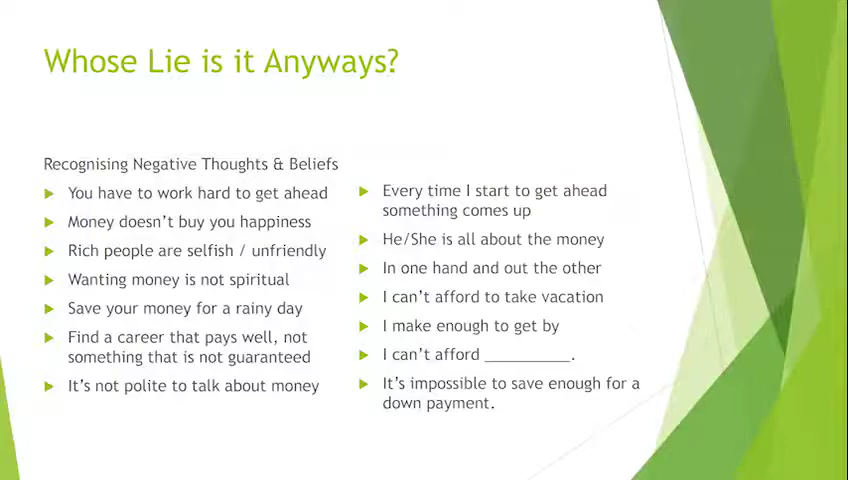 Whose Lie is it Anyways?
Recognising Negative Thoughts & Beliefs
You have to work hard to get ahead
Money doesn't buy you happiness
Rich people are selfish / unfriendly
Wanting money is not spiritual
Save your money for a rainy day
Find a career that pays well, not
something that is not guaranteed
It's not polite to talk about money
Every time I start to get ahead
something comes up
He/She is all about the money
In one hand and out the other
I can't afford to take vacation
I make enough to get by
I can't afford __________.
It's impossible to save enough for a
down payment.